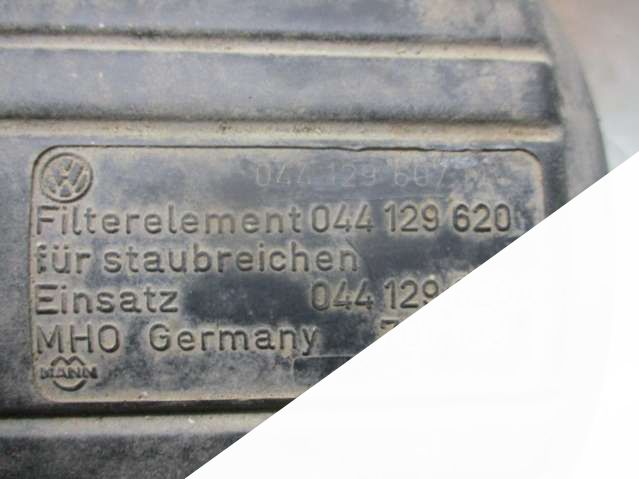 044 129 607
Filterelement 044 129 620
für staubreichen
Einsatz 044 129
MHO Germany
MANN